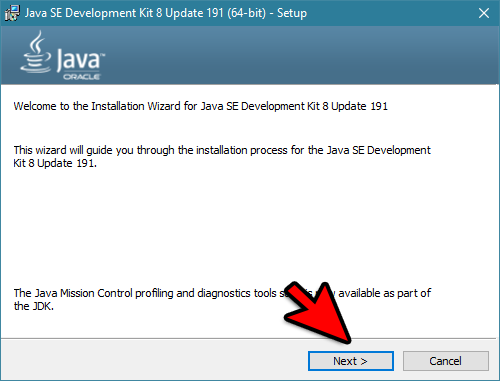 Java SE Development Kit 8 Update 191 (64-bit) - Setup
Java
ORACLE
Welcome to the Installation Wizard for Java SE Development Kit 8 Update 191
This wizard will guide you through the installation process for the Java SE Development
Kit 8 Update 191.
The Java Mission Control profiling and diagnostics tools available as part of
the JDK.
Next >
Cancel